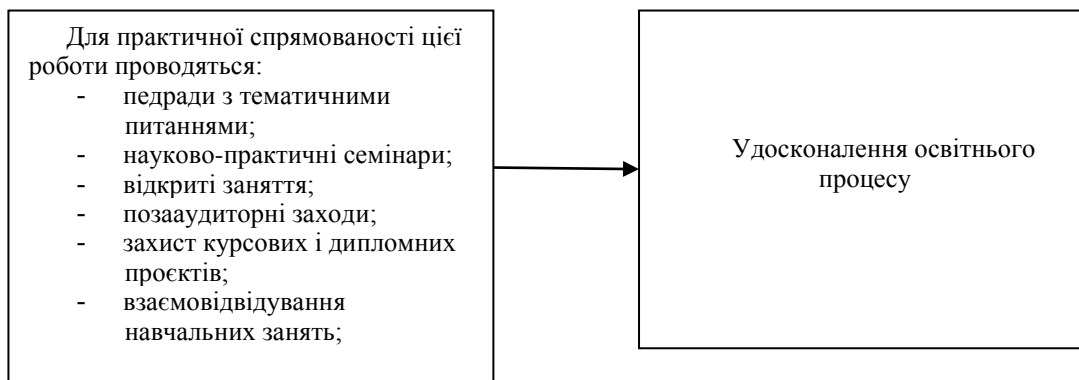 Для практичної спрямованості цієї
роботи проводяться:
- педради з тематичними
питаннями;
- науково-практичні семінари;
- відкриті заняття;
- позааудиторні заходи;
- захист курсових і дипломних
проєктів;
- взаємовідвідування
навчальних занять;
Удосконалення освітнього
процесу